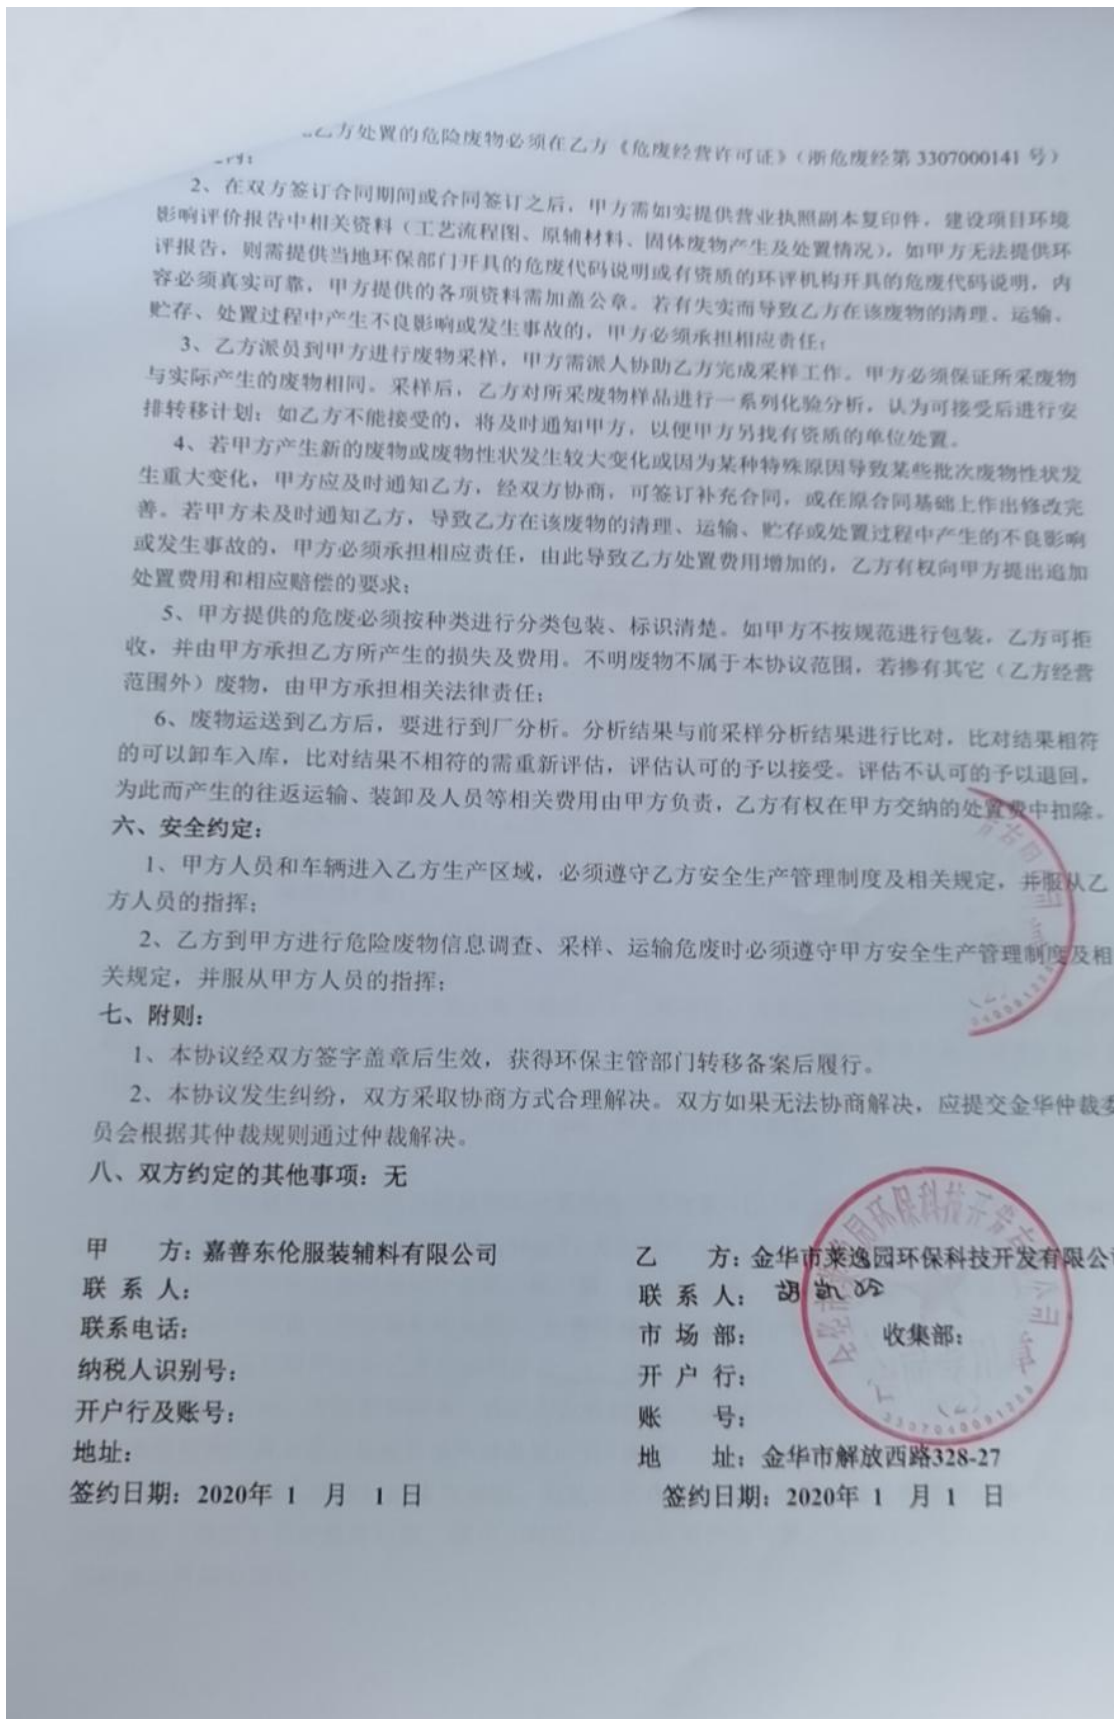 乙方处置的危险废物必须在乙方《危废经营许可证》（浙危废经第 3307000141 号）
2、在双方签订合同期间或合同签订之后，甲方需如实提供营业执照副本复印件，建设项目环境
影响评价报告中相关资料（工艺流程图、原辅材料、固体废物产生及处置情况），如甲方无法提供环
评报告，则需提供当地环保部门开具的危废代码说明或有资质的环评机构开具的危废代码说明，内
容必须真实可靠，甲方提供的各项资料需加盖公章。若有失实而导致乙方在该废物的清理、运输、
贮存、处置过程中产生不良影响或发生事故的，甲方必须承担相应责任；
3、乙方派员到甲方进行废物采样，甲方需派人协助乙方完成采样工作。甲方必须保证所采废物
与实际产生的废物相同。采样后，乙方对所采废物样品进行一系列化验分析，认为可接受后进行安
排转移计划；如乙方不能接受的，将及时通知甲方，以便甲方另找有资质的单位处置。
4、若甲方产生新的废物或废物性状发生较大变化或因为某种特殊原因导致某些批次废物性状发
生重大变化，甲方应及时通知乙方，经双方协商，可签订补充合同，或在原合同基础上作出修改完
善。若甲方未及时通知乙方，导致乙方在该废物的清理、运输、贮存或处置过程中产生的不良影响
或发生事故的，甲方必须承担相应责任，由此导致乙方处置费用增加的，乙方有权向甲方提出追加
处置费用和相应赔偿的要求；
5、甲方提供的危废必须按种类进行分类包装、标识清楚。如甲方不按规范进行包装，乙方可拒
收，并由甲方承担乙方所产生的损失及费用。不明废物不属于本协议范围，若掺有其它（乙方经营
范围外）废物，由甲方承担相关法律责任；
6、废物运送到乙方后，要进行到厂分析。分析结果与前采样分析结果进行比对，比对结果相符
的可以卸车入库，比对结果不相符的需重新评估，评估认可的予以接受。评估不认可的予以退回，
为此而产生的往返运输、装卸及人员等相关费用由甲方负责，乙方有权在甲方交纳的处置费中扣除。
六、安全约定：
1、甲方人员和车辆进入乙方生产区域，必须遵守乙方安全生产管理制度及相关规定，并服从乙
方人员的指挥；
2、乙方到甲方进行危险废物信息调查、采样、运输危废时必须遵守甲方安全生产管理制度及相
关规定，并服从甲方人员的指挥；
七、附则：
1、本协议经双方签字盖章后生效，获得环保主管部门转移备案后履行。
2、本协议发生纠纷，双方采取协商方式合理解决。双方如果无法协商解决，应提交金华仲裁委
员会根据其仲裁规则通过仲裁解决。
八、双方约定的其他事项：无
甲 方：嘉善东伦服装辅料有限公司
联 系 人：
联系电话：
纳税人识别号：
开户行及账号：
地址：
签约日期：2020年 1 月 1 日
乙 方：金华市莱逸园环保科技开发有限公司
联 系 人： 胡凯
市 场 部： 收集部：
开 户 行：
账 号：
地 址：金华市解放西路328-27
签约日期：2020年 1 月 1 日